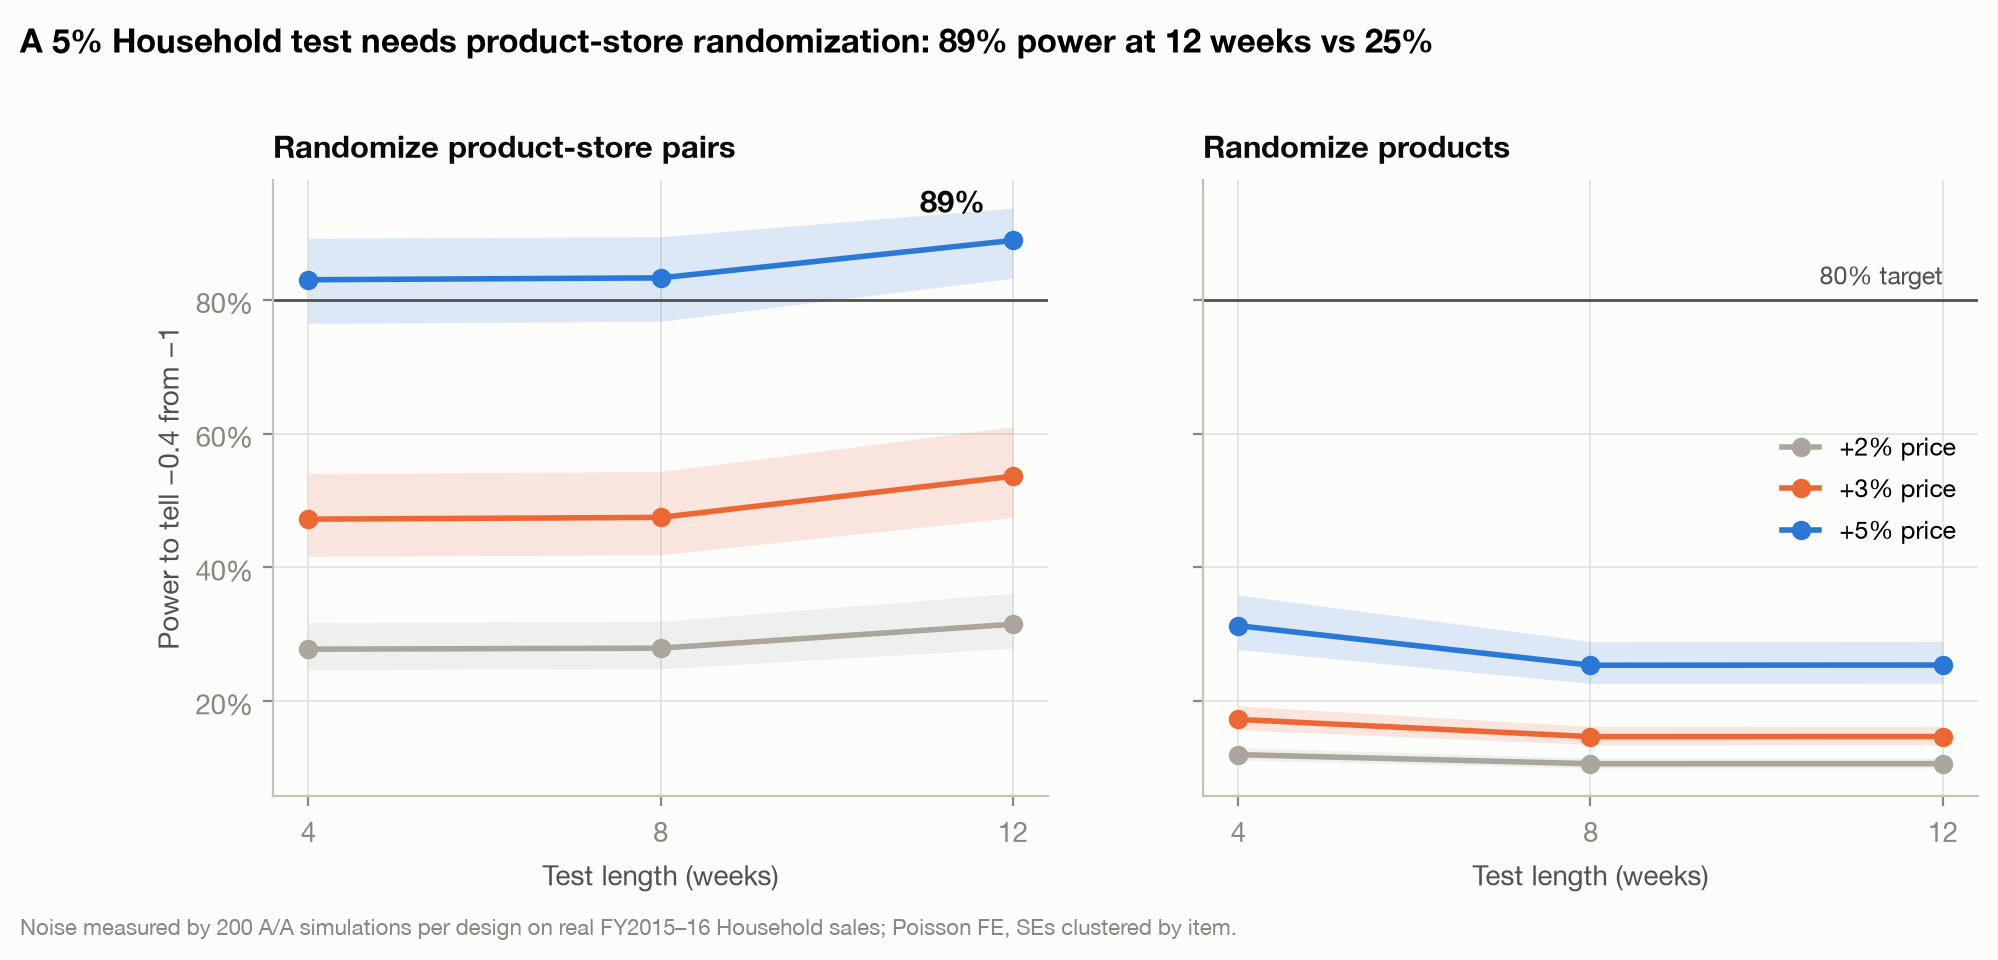 A 5% Household test needs product-store randomization: 89% power at 12 weeks vs 25%
Randomize product-store pairs
89%
80%
60%
40%
20%
Power to tell −0.4 from −1
4
8
12
Test length (weeks)
Randomize products
80% target
+2% price
+3% price
+5% price
4
8
12
Test length (weeks)
Noise measured by 200 A/A simulations per design on real FY2015–16 Household sales; Poisson FE, SEs clustered by item.